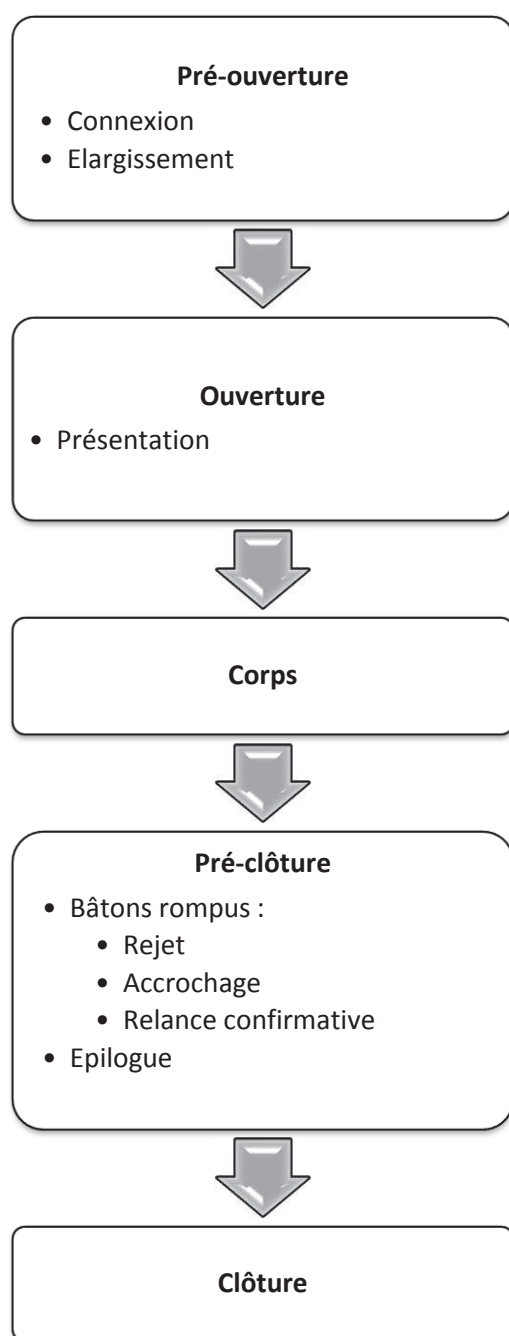 Pré-ouverture
• Connexion
• Elargissement
Ouverture
• Présentation
Corps
Pré-clôture
• Bâtons rompus :
• Rejet
• Accrochage
• Relance confirmative
• Epilogue
Clôture